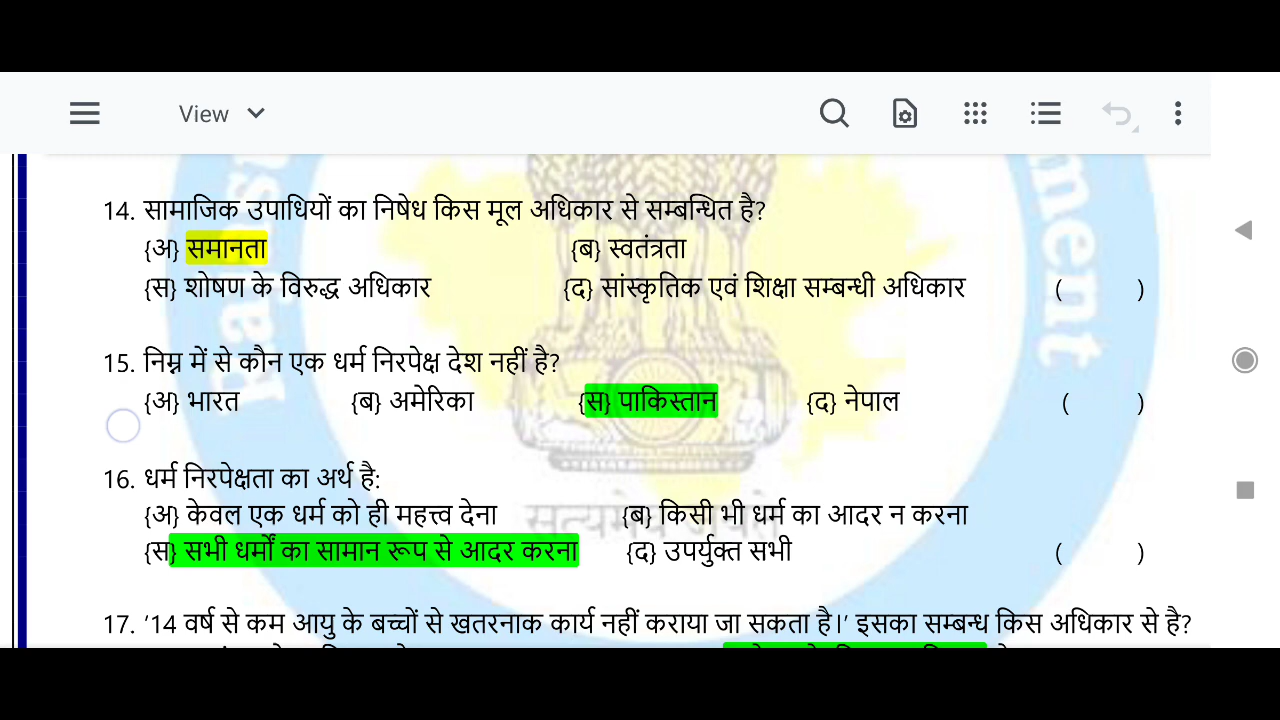 View
14. सामाजिक उपाधियों का निषेध किस मूल अधिकार से सम्बन्धित है?
{अ} समानता {ब} स्वतंत्रता
{स} शोषण के विरुद्ध अधिकार {द} सांस्कृतिक एवं शिक्षा सम्बन्धी अधिकार ( )
15. निम्न में से कौन एक धर्म निरपेक्ष देश नहीं है?
{अ} भारत {ब} अमेरिका {स} पाकिस्तान {द} नेपाल ( )
16. धर्म निरपेक्षता का अर्थ है:
{अ} केवल एक धर्म को ही महत्त्व देना {ब} किसी भी धर्म का आदर न करना
{स} सभी धर्मों का सामान रूप से आदर करना {द} उपर्युक्त सभी ( )
17. ‘14 वर्ष से कम आयु के बच्चों से खतरनाक कार्य नहीं कराया जा सकता है।’ इसका सम्बन्ध किस अधिकार से है?